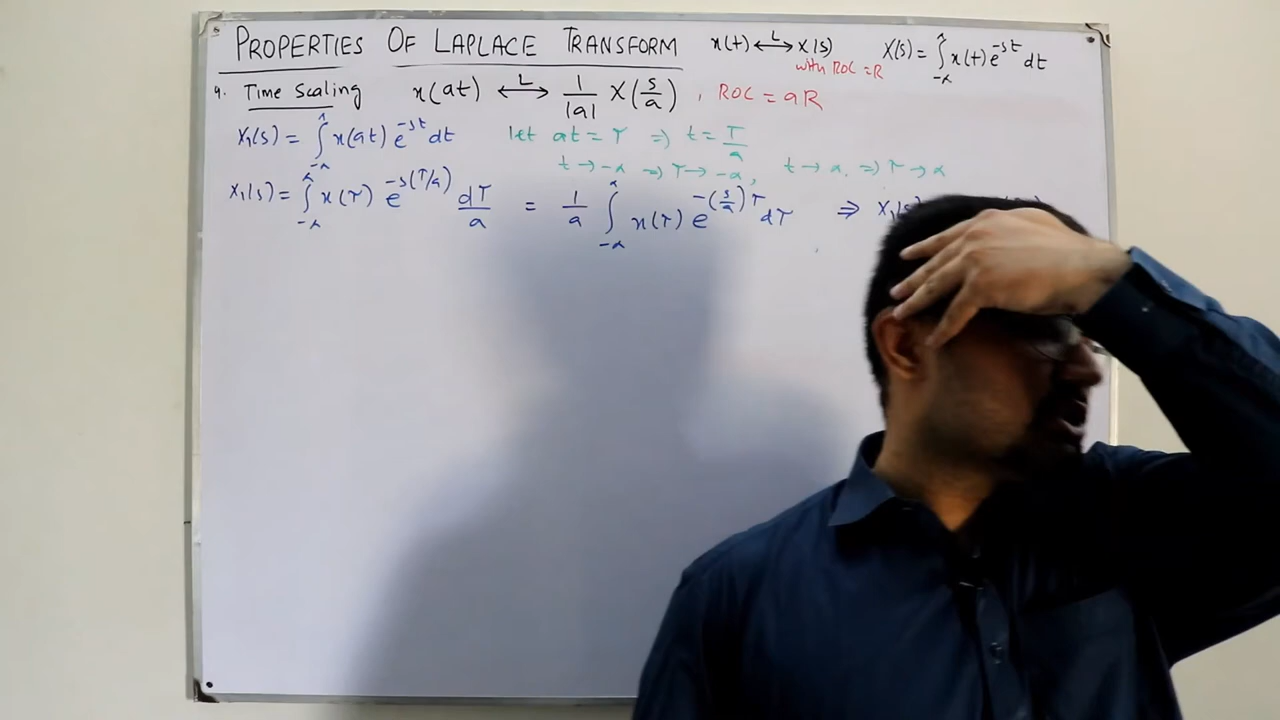 PROPERTIES OF LAPLACE TRANSFORM x(t) ⟷ᴸ X(s) with ROC = R X(s) = ∫_{-∞}^{∞} x(t) e^{-st} dt
9. Time Scaling x(at) ⟷ᴸ 1/|a| X(s/a), ROC = aR
X₁(s) = ∫_{-∞}^{∞} x(at) e^{-st} dt let at = τ ⇒ t = τ/a
t → -∞ ⇒ τ → -∞, t → ∞ ⇒ τ → ∞
X₁(s) = ∫_{-∞}^{∞} x(τ) e^{-s(τ/a)} dτ/a = 1/a ∫_{-∞}^{∞} x(τ) e^{-(s/a)τ} dτ ⇒ X₁(s)